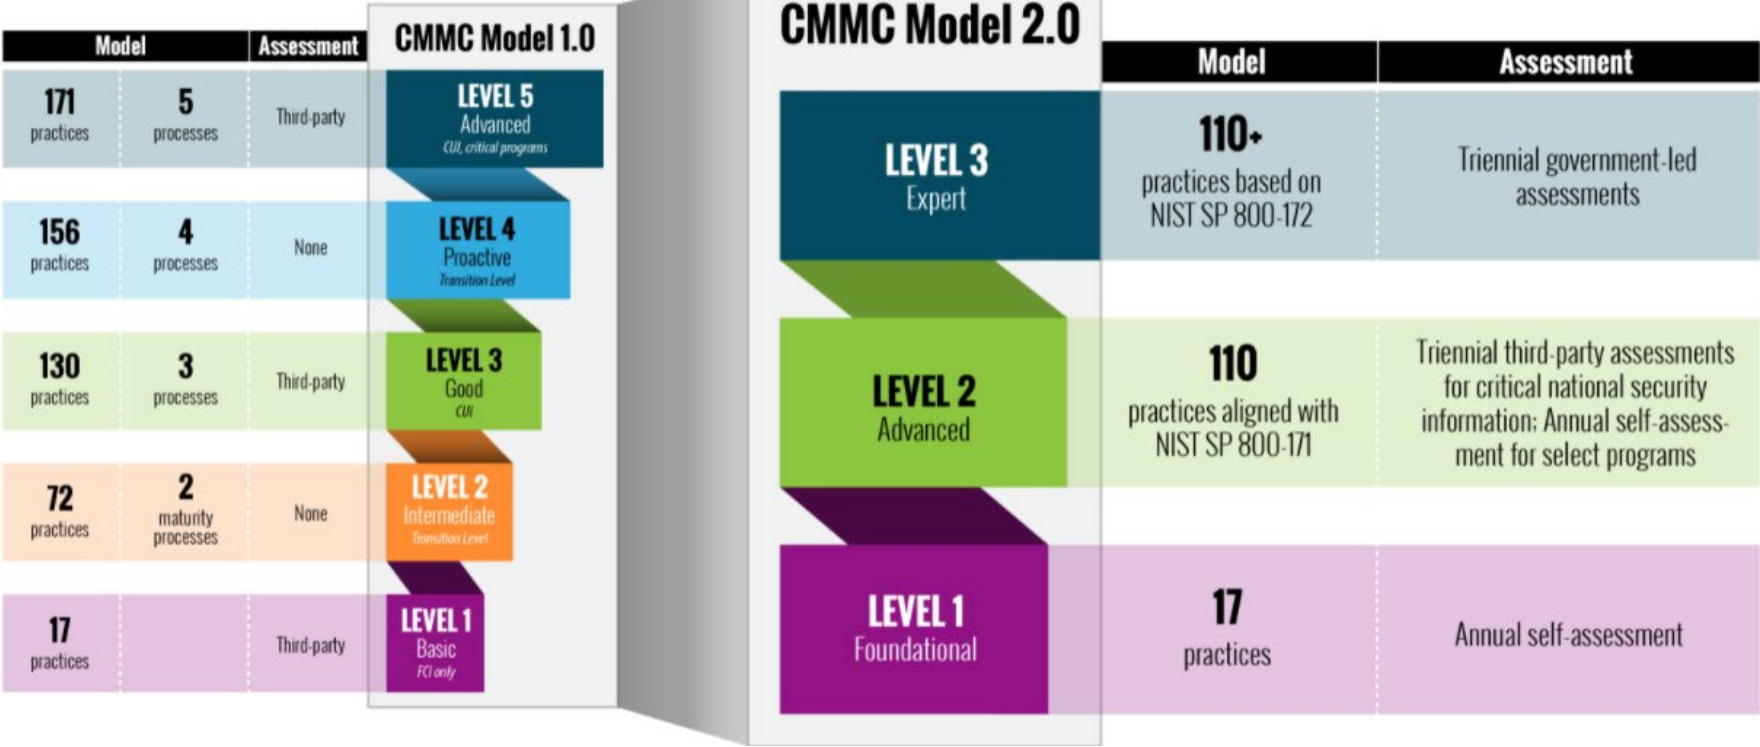 CMMC Model 1.0
Model
Assessment
171
practices
5
processes
Third-party
LEVEL 5
Advanced
CUI, critical programs
156
practices
4
processes
None
LEVEL 4
Proactive
Transition Level
130
practices
3
processes
Third-party
LEVEL 3
Good
CUI
72
practices
2
maturity
processes
None
LEVEL 2
Intermediate
Transition Level
17
practices
Third-party
LEVEL 1
Basic
FCI only
CMMC Model 2.0
Model
Assessment
LEVEL 3
Expert
110+
practices based on
NIST SP 800-172
Triennial government-led
assessments
LEVEL 2
Advanced
110
practices aligned with
NIST SP 800-171
Triennial third-party assessments
for critical national security
information; Annual self-assess-
ment for select programs
LEVEL 1
Foundational
17
practices
Annual self-assessment